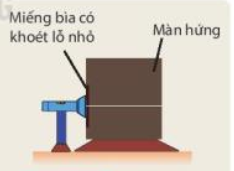 Miếng bìa có
khoét lỗ nhỏ
Màn hứng